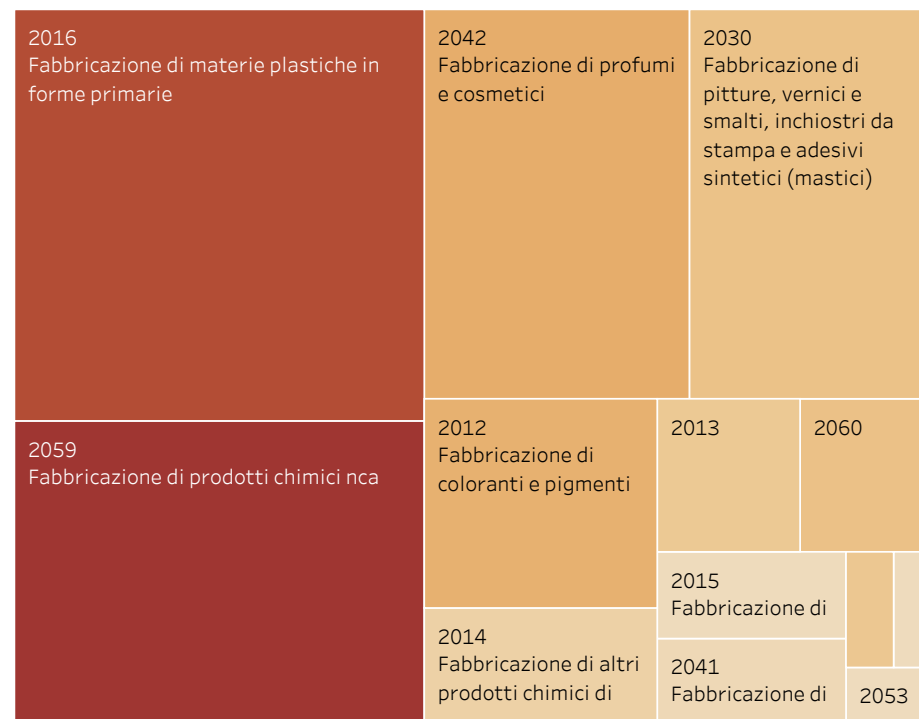 2016
Fabbricazione di materie plastiche in
forme primarie
2059
Fabbricazione di prodotti chimici nca
2042
Fabbricazione di profumi
e cosmetici
2030
Fabbricazione di
pitture, vernici e
smalti, inchiostri da
stampa e adesivi
sintetici (mastici)
2012
Fabbricazione di
coloranti e pigmenti
2014
Fabbricazione di altri
prodotti chimici di
2013
2060
2015
Fabbricazione di
2041
Fabbricazione di
2053